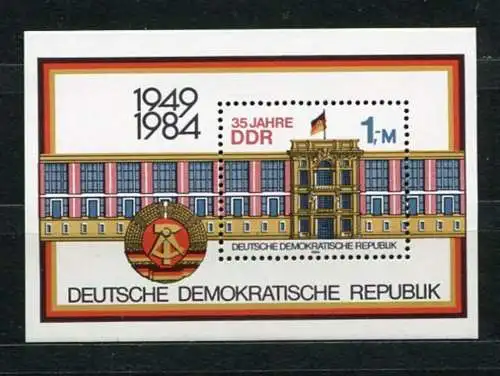 1949
1984
35 JAHRE
DDR
1,-M
DEUTSCHE DEMOKRATISCHE REPUBLIK
DEUTSCHE DEMOKRATISCHE REPUBLIK